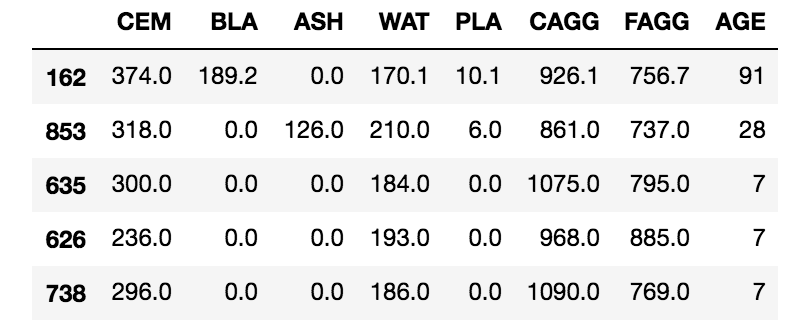 CEM BLA ASH WAT PLA CAGG FAGG AGE
162 374.0 189.2 0.0 170.1 10.1 926.1 756.7 91
853 318.0 0.0 126.0 210.0 6.0 861.0 737.0 28
635 300.0 0.0 0.0 184.0 0.0 1075.0 795.0 7
626 236.0 0.0 0.0 193.0 0.0 968.0 885.0 7
738 296.0 0.0 0.0 186.0 0.0 1090.0 769.0 7